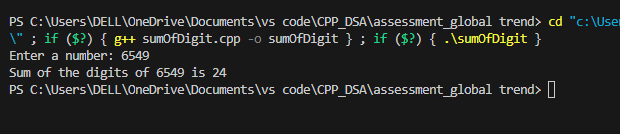 PS C:\Users\DELL\OneDrive\Documents\vs code\CPP_DSA\assessment_global trend> cd "c:\Use
\" ; if ($?) { g++ sumOfDigit.cpp -o sumOfDigit } ; if ($?) { .\sumOfDigit }
Enter a number: 6549
Sum of the digits of 6549 is 24
PS C:\Users\DELL\OneDrive\Documents\vs code\CPP_DSA\assessment_global trend>